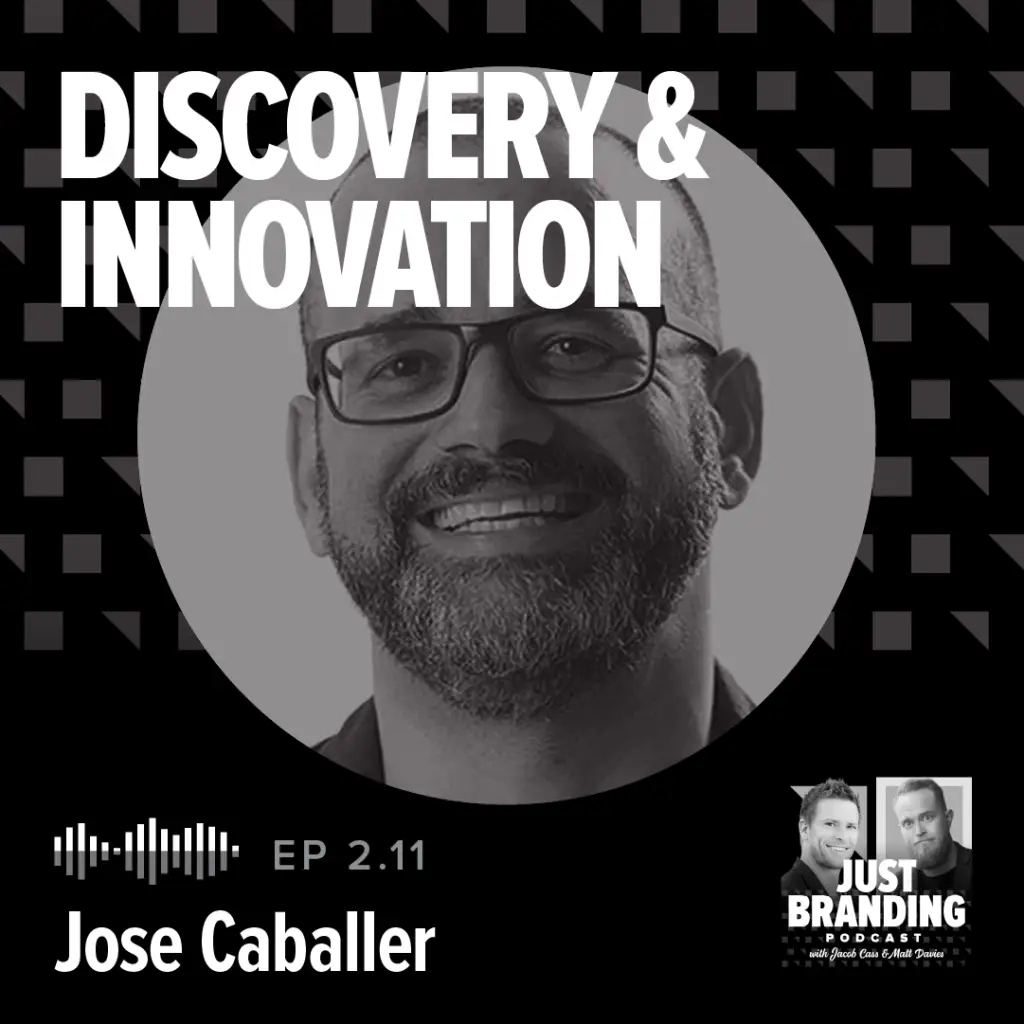 DISCOVERY &
INNOVATION
EP 2.11
Jose Caballer
JUST
BRANDING
PODCAST
with Jacob Cass & Matt Davies